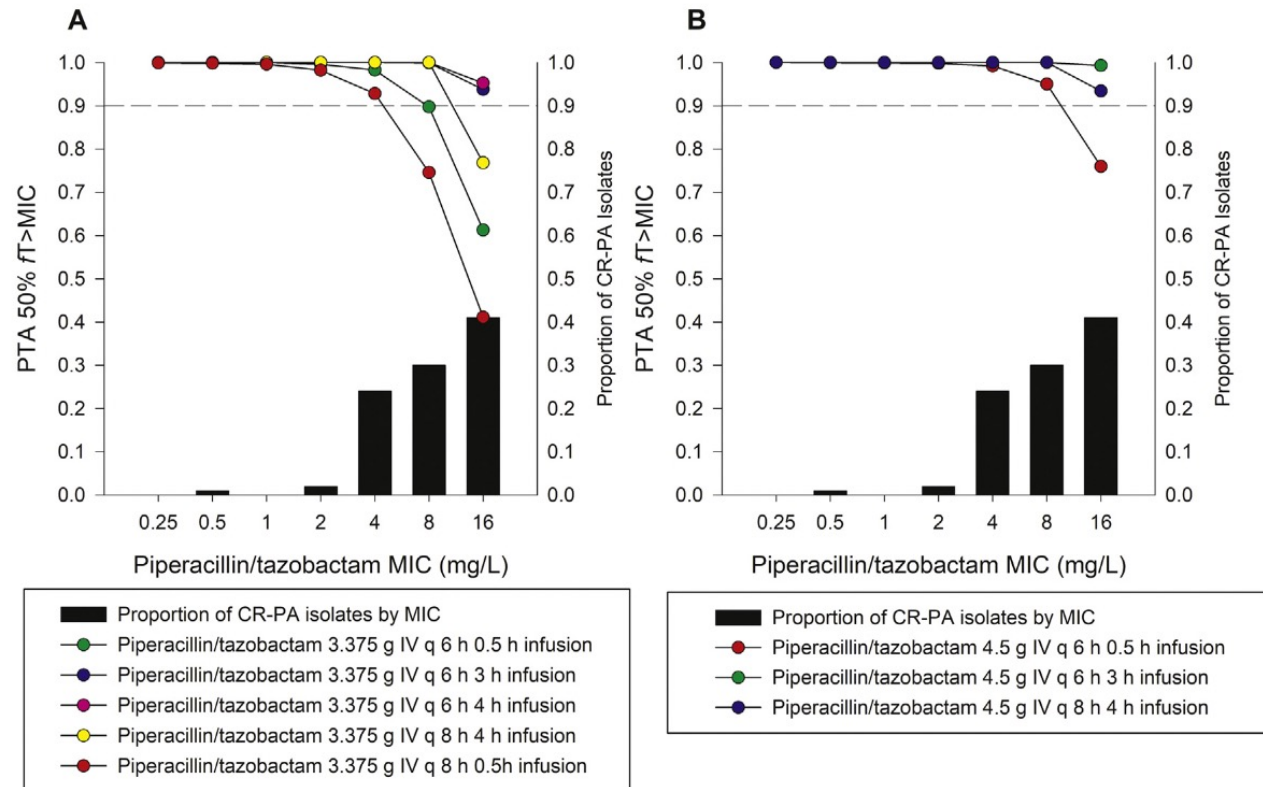 A
PTA 50% fT>MIC
1.0
0.9
0.8
0.7
0.6
0.5
0.4
0.3
0.2
0.1
0.0
1.0
0.9
0.8
0.7
0.6
0.5
0.4
0.3
0.2
0.1
0.0
Proportion of CR-PA Isolates
0.25 0.5 1 2 4 8 16
Piperacillin/tazobactam MIC (mg/L)
Proportion of CR-PA isolates by MIC
Piperacillin/tazobactam 3.375 g IV q 6 h 0.5 h infusion
Piperacillin/tazobactam 3.375 g IV q 6 h 3 h infusion
Piperacillin/tazobactam 3.375 g IV q 6 h 4 h infusion
Piperacillin/tazobactam 3.375 g IV q 8 h 4 h infusion
Piperacillin/tazobactam 3.375 g IV q 8 h 0.5h infusion
B
PTA 50% fT>MIC
1.0
0.9
0.8
0.7
0.6
0.5
0.4
0.3
0.2
0.1
0.0
1.0
0.9
0.8
0.7
0.6
0.5
0.4
0.3
0.2
0.1
0.0
Proportion of CR-PA Isolates
0.25 0.5 1 2 4 8 16
Piperacillin/tazobactam MIC (mg/L)
Proportion of CR-PA isolates by MIC
Piperacillin/tazobactam 4.5 g IV q 6 h 0.5 h infusion
Piperacillin/tazobactam 4.5 g IV q 6 h 3 h infusion
Piperacillin/tazobactam 4.5 g IV q 8 h 4 h infusion